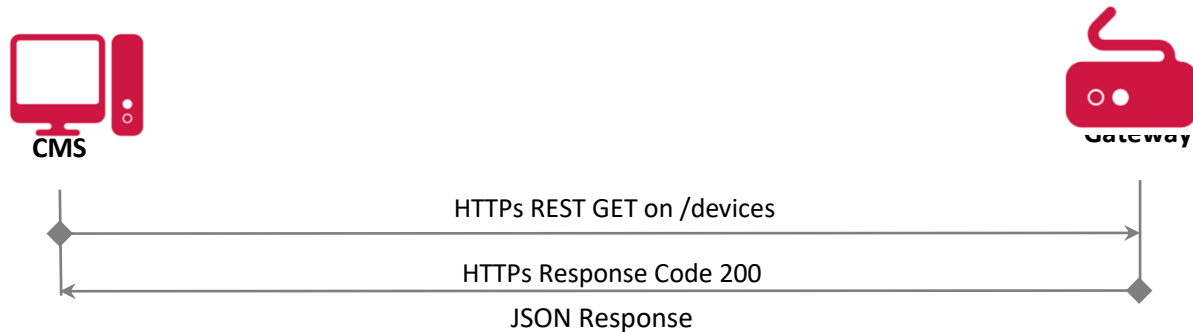 CMS
Gateway
HTTPs REST GET on /devices
HTTPs Response Code 200
JSON Response